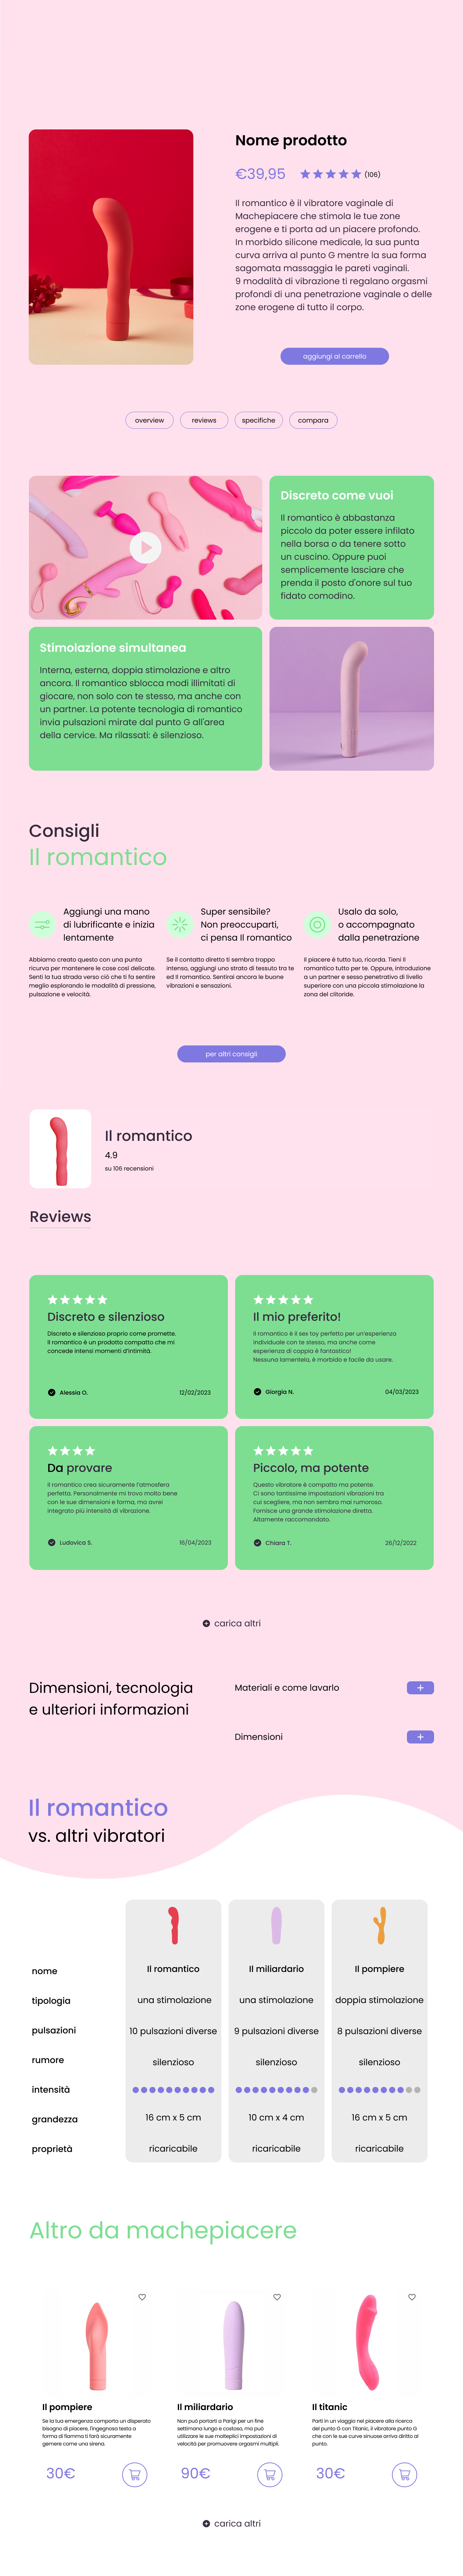 Nome prodotto
€39,95 (106)
Il romantico è il vibratore vaginale di
Machepiacere che stimola le tue zone
erogene e ti porta ad un piacere profondo.
In morbido silicone medicale, la sua punta
curva arriva al punto G mentre la sua forma
sagomata massaggia le pareti vaginali.
9 modalità di vibrazione ti regalano orgasmi
profondi di una penetrazione vaginale o delle
zone erogene di tutto il corpo.
aggiungi al carrello
overview reviews specifiche compara
Discreto come vuoi
Il romantico è abbastanza
piccolo da poter essere infilato
nella borsa o da tenere sotto
un cuscino. Oppure puoi
semplicemente lasciare che
prenda il posto d'onore sul tuo
fidato comodino.
Stimolazione simultanea
Interna, esterna, doppia stimolazione e altro
ancora. Il romantico sblocca modi illimitati di
giocare, non solo con te stesso, ma anche con
un partner. La potente tecnologia di romantico
invia pulsazioni mirate dal punto G all'area
della cervice. Ma rilassati: è silenzioso.
Consigli
Il romantico
Aggiungi una mano
di lubrificante e inizia
lentamente
Abbiamo creato questo con una punta
ricurva per mantenere le cose così delicate.
Senti la tua strada verso ciò che ti fa sentire
meglio esplorando le modalità di pressione,
pulsazione e velocità.
Super sensibile?
Non preoccuparti,
ci pensa Il romantico
Se il contatto diretto ti sembra troppo
intenso, aggiungi uno strato di tessuto tra te
ed il romantico. Sentirai ancora le buone
vibrazioni e sensazioni.
Usalo da solo,
o accompagnato
dalla penetrazione
Il piacere è tutto tuo, ricorda. Tieni Il
romantico tutto per te. Oppure, introduzione
a un partner e sesso penetrativo di livello
superiore con una piccola stimolazione la
zona del clitoride.
per altri consigli
Il romantico
4.9
su 106 recensioni
Reviews
Discreto e silenzioso
Discreto e silenzioso proprio come promette.
Il romantico è un prodotto compatto che mi
concede intensi momenti d'intimità.
Alessia O. 12/02/2023
Il mio preferito!
Il romantico è il sex toy perfetto per un'esperienza
individuale con te stesso, ma anche come
esperienza di coppia è fantastico!
Nessuna lamentela, è morbido e facile da usare.
Giorgia N. 04/03/2023
Da provare
Il romantico crea sicuramente l'atmosfera
perfetta. Personalmente mi trovo molto bene
con le sue dimensioni e forma, ma avrei
integrato più intensità di vibrazione.
Ludovica S. 16/04/2023
Piccolo, ma potente
Questo vibratore è compatto ma potente.
Ci sono tantissime impostazioni vibrazioni tra
cui scegliere, ma non sembra mai rumoroso.
Fornisce una grande stimolazione diretta.
Altamente raccomandato.
Chiara T. 26/12/2022
carica altri
Dimensioni, tecnologia
e ulteriori informazioni
Materiali e come lavarlo
Dimensioni
Il romantico
vs. altri vibratori
nome Il romantico Il miliardario Il pompiere
tipologia una stimolazione una stimolazione doppia stimolazione
pulsazioni 10 pulsazioni diverse 9 pulsazioni diverse 8 pulsazioni diverse
rumore silenzioso silenzioso silenzioso
intensità
grandezza 16 cm x 5 cm 10 cm x 4 cm 16 cm x 5 cm
proprietà ricaricabile ricaricabile ricaricabile
Altro da machepiacere
Il pompiere
Se la tua emergenza comporta un disperato
bisogno di piacere, l'ingegnosa testa a
forma di fiamma ti farà sicuramente
gemere come una sirena.
30€
Il miliardario
Non può portarti a Parigi per un fine
settimana lungo e costoso, ma può
utilizzare le sue molteplici impostazioni di
velocità per promuovere orgasmi multipli.
90€
Il titanic
Parti in un viaggio nel piacere alla ricerca
del punto G con Titanic, il vibratore punto G
che con le sue curve sinuose arriva diritto al
punto.
30€
carica altri